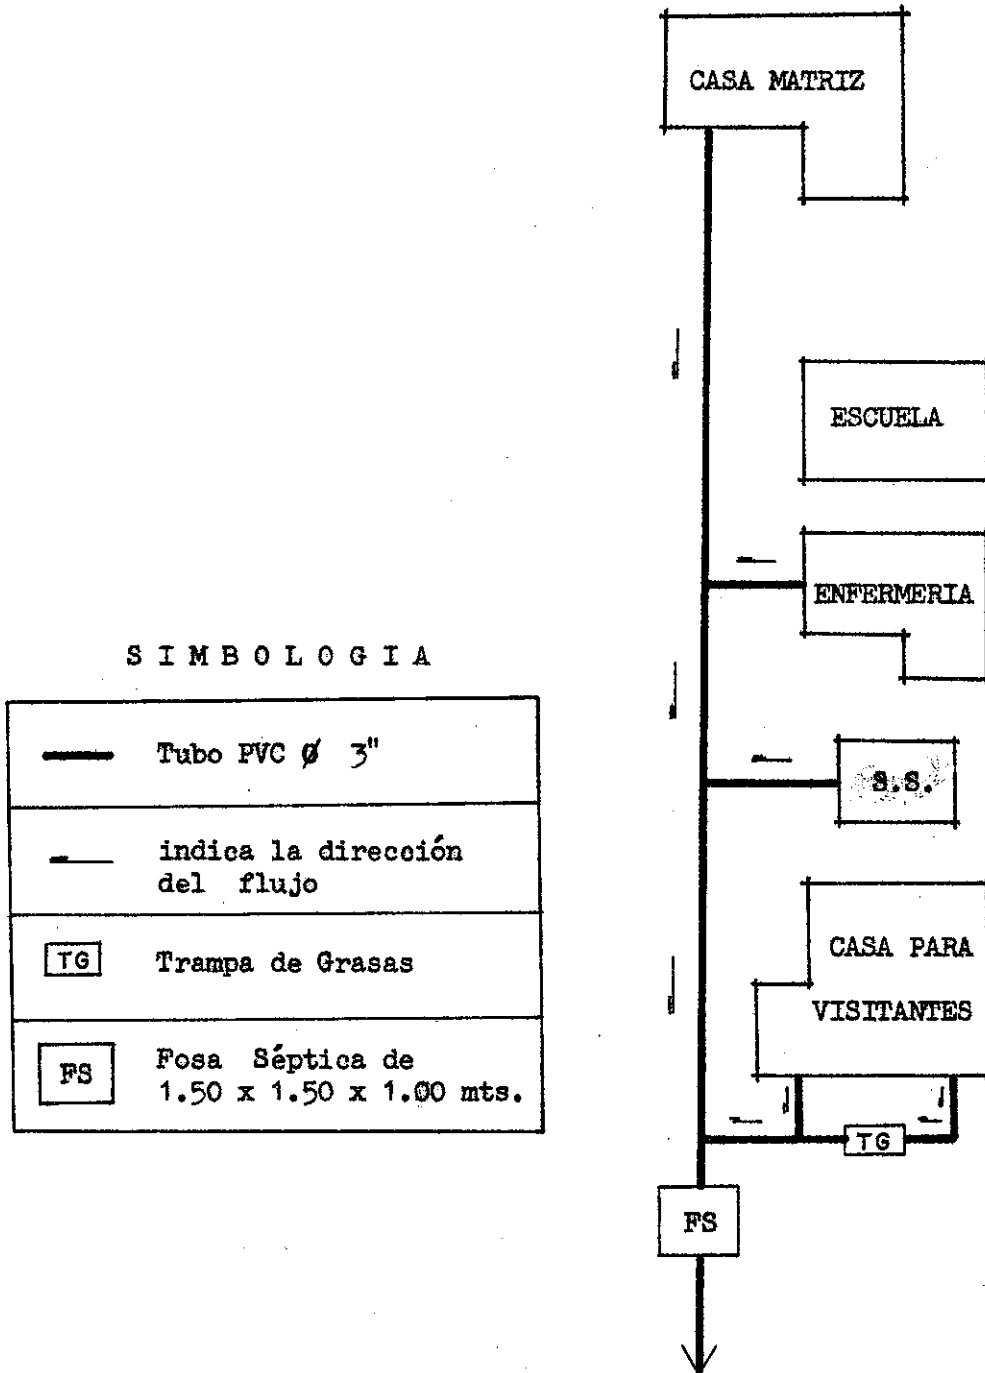 CASA MATRIZ
ESCUELA
ENFERMERIA
S.S.
CASA PARA
VISITANTES
TG
FS
S I M B O L O G I A
Tubo PVC Ø 3"
indica la dirección
del flujo
TG Trampa de Grasas
FS Fosa Séptica de
1.50 x 1.50 x 1.00 mts.